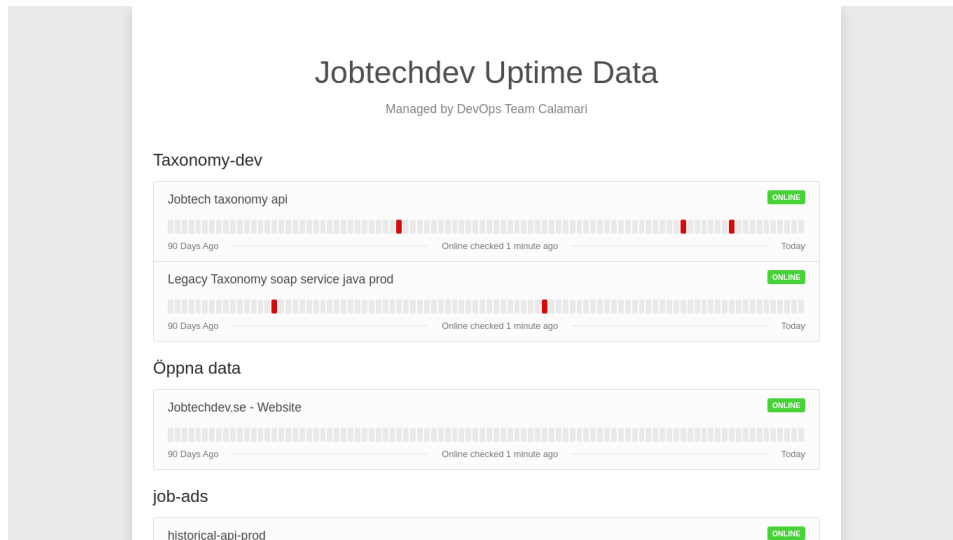 Jobtechdev Uptime Data
Managed by DevOps Team Calamari
Taxonomy-dev
Jobtech taxonomy api ONLINE
90 Days Ago Online checked 1 minute ago Today
Legacy Taxonomy soap service java prod ONLINE
90 Days Ago Online checked 1 minute ago Today
Öppna data
Jobtechdev.se - Website ONLINE
90 Days Ago Online checked 1 minute ago Today
job-ads
historical-api-prod ONLINE